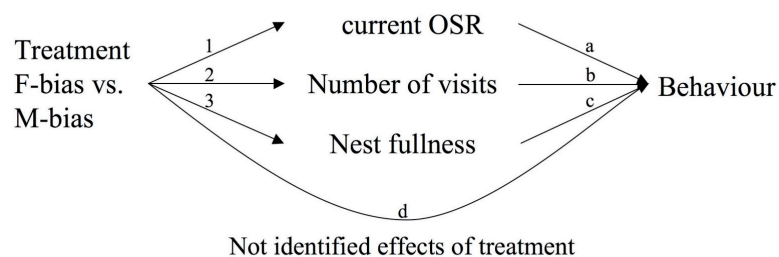 current OSR
Treatment
F-bias vs.
M-bias
1
2
3
Number of visits
Nest fullness
a
b
c
Behaviour
d
Not identified effects of treatment